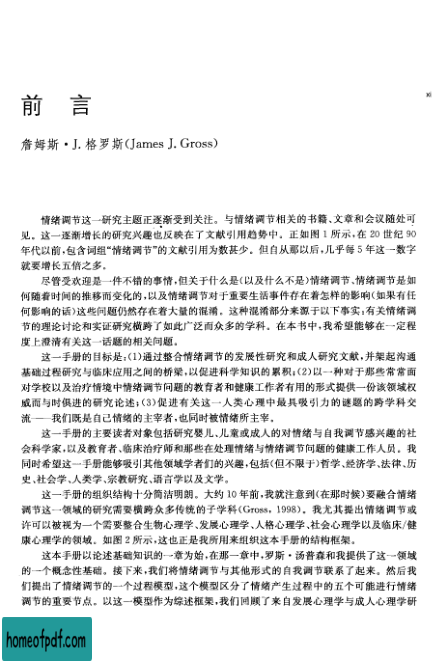 前 言
xi
詹姆斯·J. 格罗斯(James J. Gross)
情绪调节这一研究主题正逐渐受到关注。与情绪调节相关的书籍、文章和会议随处可
见。这一逐渐增长的研究兴趣也反映在了文献引用趋势中。正如图 1 所示,在 20 世纪 90
年代以前,包含词组“情绪调节”的文献引用为数甚少。但自从那以后,几乎每 5 年这一数字
就要增长五倍之多。
尽管受欢迎是一件不错的事情,但关于什么是(以及什么不是)情绪调节、情绪调节是如
何随着时间的推移而变化的,以及情绪调节对于重要生活事件存在着怎样的影响(如果有任
何影响的话)这些问题仍然存在着大量的混淆。这种混淆部分来源于以下事实:有关情绪调
节的理论讨论和实证研究横跨了如此广泛而众多的学科。在本书中,我希望能够在一定程
度上澄清有关这一话题的相关问题。
这一手册的目标是:(1)通过整合情绪调节的发展性研究和成人研究文献,并架起沟通
基础过程研究与临床应用之间的桥梁,以促进科学知识的累积;(2)以一种对于那些常常面
对学校以及治疗情境中情绪调节问题的教育者和健康工作者有用的形式提供一份该领域权
威而与时俱进的研究论述;(3)促进有关这一人类心理中最具吸引力的谜题的跨学科交
流——我们既是自己情绪的主宰者,也同时被情绪所主宰。
这一手册的主要读者对象包括研究婴儿、儿童或成人的对情绪与自我调节感兴趣的社
会科学家,以及教育者、临床治疗师和那些在处理情绪与情绪调节问题的健康工作人员。我
同时希望这一手册能够吸引其他领域学者们的兴趣,包括(但不限于)哲学、经济学、法律、历
史、社会学、人类学、宗教研究、语言学以及文学。
这一手册的组织结构十分简洁明朗。大约 10 年前,我就注意到(在那时候)要融合情绪
调节这一领域的研究需要横跨众多传统的子学科(Gross, 1998)。我尤其提出情绪调节或
许可以被视为一个需要整合生物心理学、发展心理学、人格心理学、社会心理学以及临床/健
康心理学的领域。如图 2 所示,这也正是我所用来组织这本手册的结构框架。
这本手册以论述基础知识的一章为始,在那一章中,罗斯·汤普森和我提供了这一领域
的一个概念性基础。接下来,我们将情绪调节与其他形式的自我调节联系了起来。然后我
们提出了情绪调节的一个过程模型,这个模型区分了情绪产生过程中的五个可能进行情绪
调节的重要节点。以这一模型作为综述框架,我们回顾了来自发展心理学与成人心理学研
homeofpdf.com